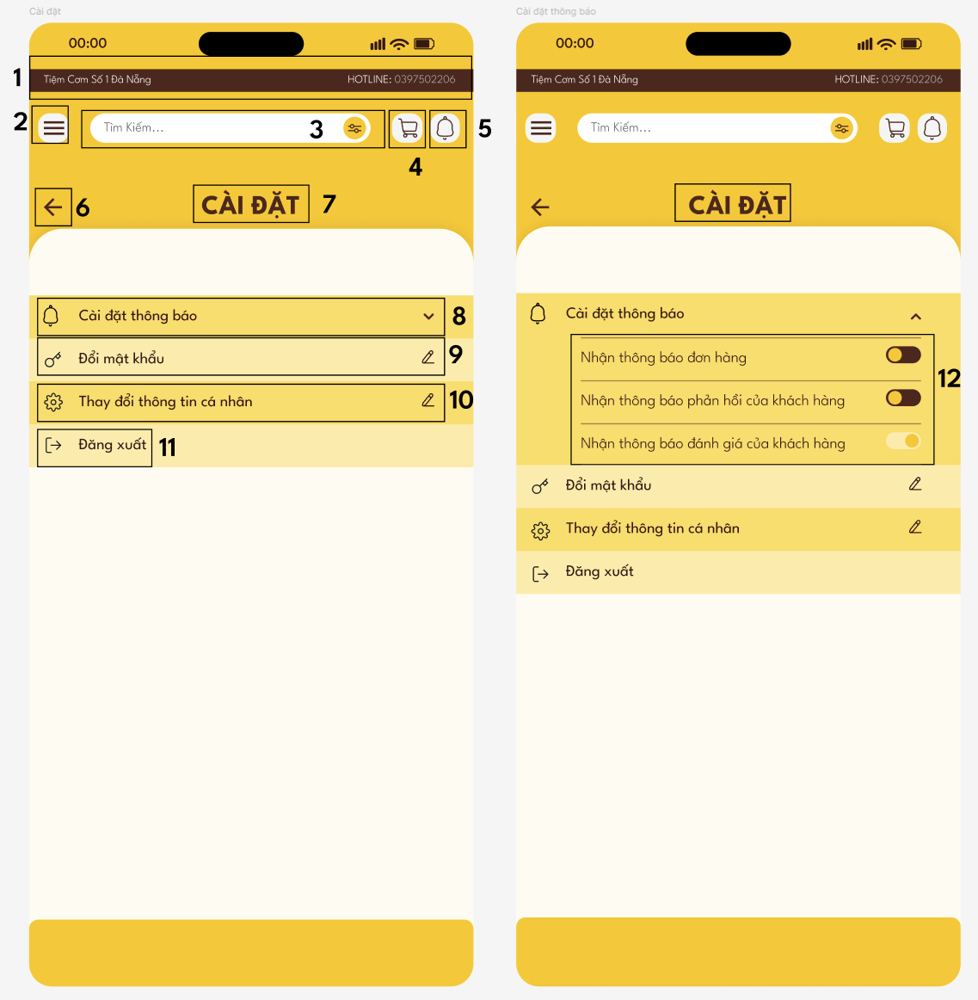 Cài đặt
00:00
1
Tiệm Cơm Số 1 Đà Nẵng
HOTLINE: 0397502206
2
Tìm Kiếm...
3
4
5
6
CÀI ĐẶT
7
Cài đặt thông báo
8
Đổi mật khẩu
9
Thay đổi thông tin cá nhân
10
Đăng xuất
11
Cài đặt thông báo
00:00
Tiệm Cơm Số 1 Đà Nẵng
HOTLINE: 0397502206
Tìm Kiếm...
CÀI ĐẶT
Cài đặt thông báo
Nhận thông báo đơn hàng
12
Nhận thông báo phản hồi của khách hàng
Nhận thông báo đánh giá của khách hàng
Đổi mật khẩu
Thay đổi thông tin cá nhân
Đăng xuất